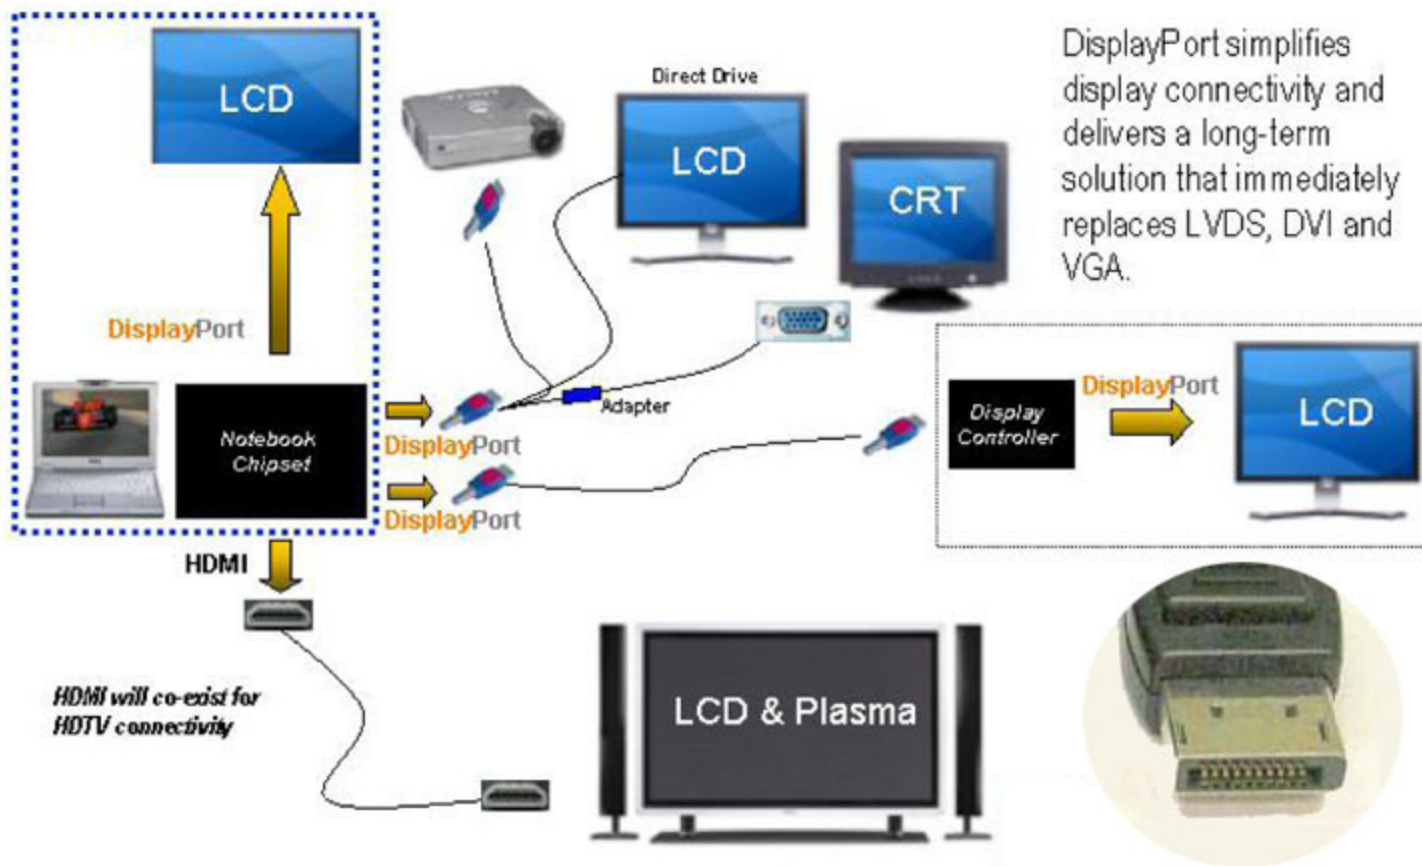 LCD
Direct Drive
LCD
CRT
DisplayPort simplifies
display connectivity and
delivers a long-term
solution that immediately
replaces LVDS, DVI and
VGA.
DisplayPort
Notebook
Chipset
DisplayPort
Adapter
DisplayPort
Display
Controller
DisplayPort
LCD
HDMI
HDMI will co-exist for
HDTV connectivity
LCD & Plasma